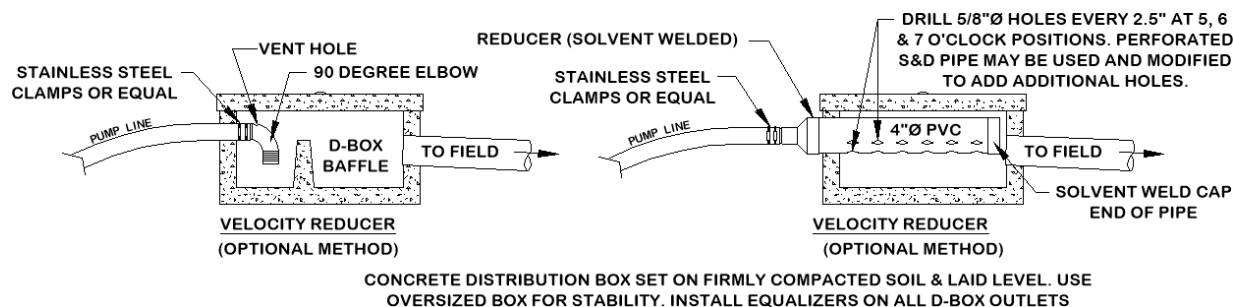 VENT HOLE
90 DEGREE ELBOW
STAINLESS STEEL
CLAMPS OR EQUAL
PUMP LINE
D-BOX
BAFFLE
TO FIELD
VELOCITY REDUCER
(OPTIONAL METHOD)
DRILL 5/8"Ø HOLES EVERY 2.5" AT 5, 6
& 7 O'CLOCK POSITIONS. PERFORATED
S&D PIPE MAY BE USED AND MODIFIED
TO ADD ADDITIONAL HOLES.
REDUCER (SOLVENT WELDED)
STAINLESS STEEL
CLAMPS OR EQUAL
PUMP LINE
4"Ø PVC
TO FIELD
SOLVENT WELD CAP
END OF PIPE
VELOCITY REDUCER
(OPTIONAL METHOD)
CONCRETE DISTRIBUTION BOX SET ON FIRMLY COMPACTED SOIL & LAID LEVEL. USE
OVERSIZED BOX FOR STABILITY. INSTALL EQUALIZERS ON ALL D-BOX OUTLETS